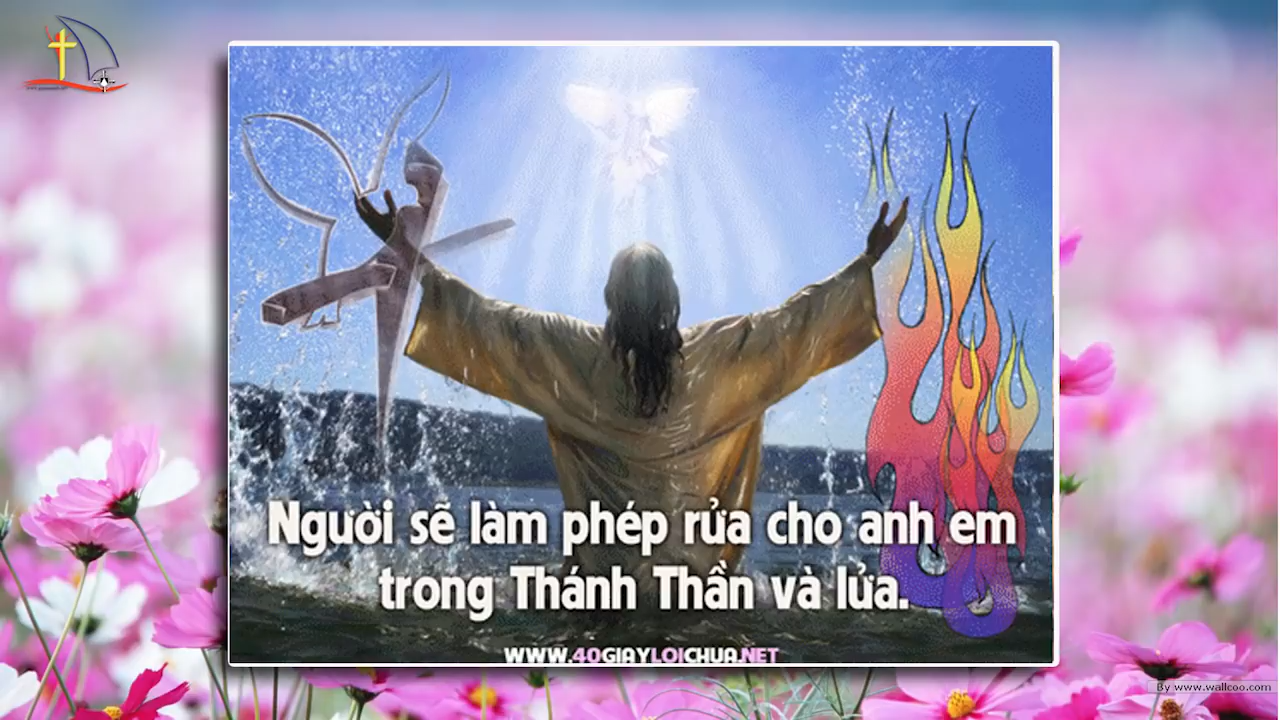 Người sẽ làm phép rửa cho anh em
trong Thánh Thần và lửa.
WWW.40GIAYLOICHUA.NET
By www.wallcoo.com